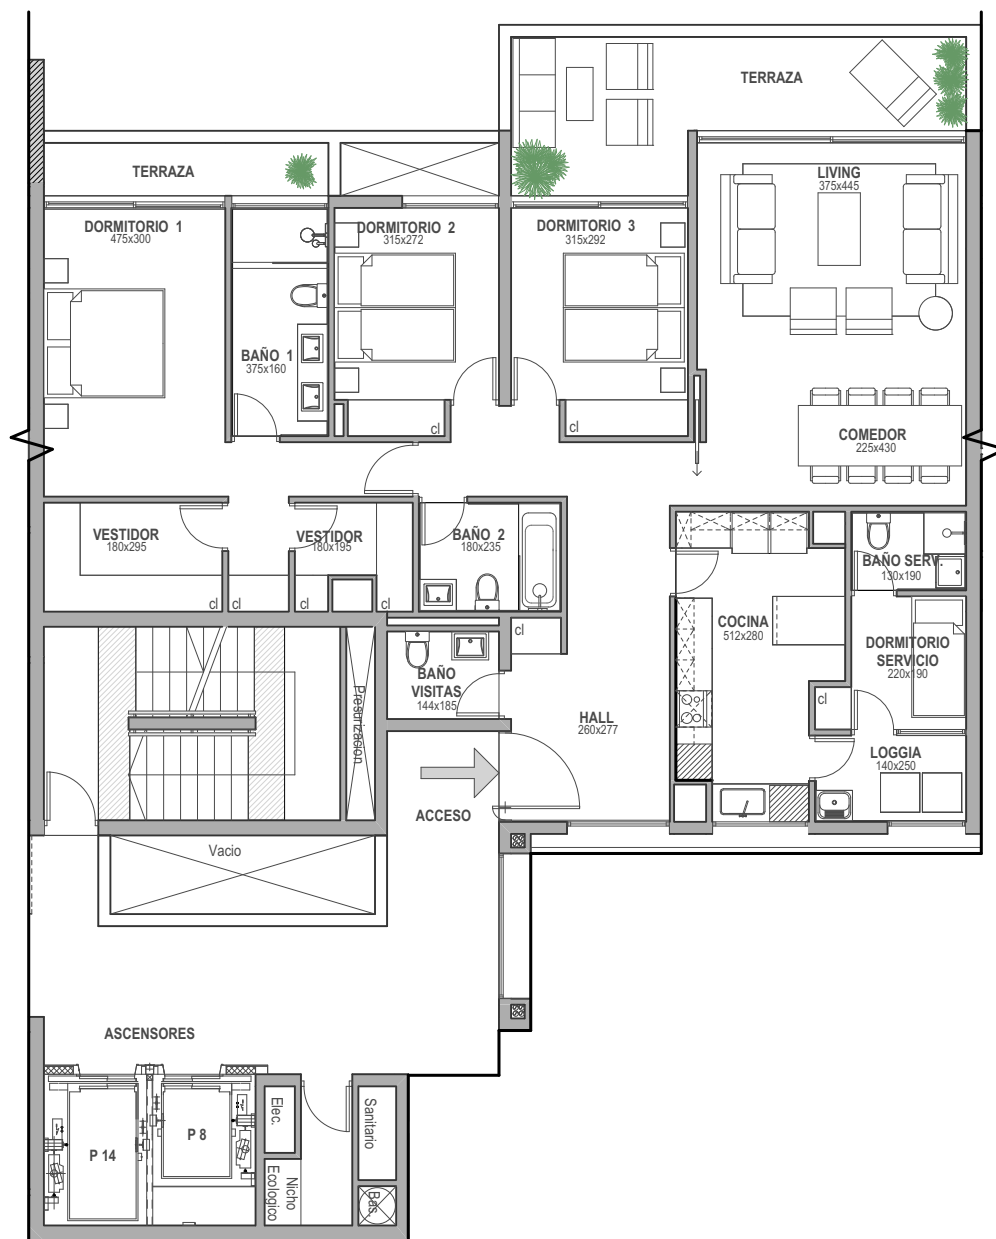 TERRAZA
TERRAZA
LIVING
375x445
DORMITORIO 1
475x300
DORMITORIO 2
315x272
DORMITORIO 3
315x292
BAÑO 1
375x160
cl
cl
COMEDOR
225x430
VESTIDOR
180x295
VESTIDOR
180x195
BAÑO 2
180x235
BAÑO SERV.
130x190
cl
cl
cl
cl
cl
COCINA
512x280
DORMITORIO
SERVICIO
220x190
BAÑO
VISITAS
144x185
Presurizacion
cl
HALL
260x277
LOGGIA
140x250
ACCESO
Vacio
ASCENSORES
Elec.
Sanitario
P 14
P 8
Nicho
Ecologico
Bas.